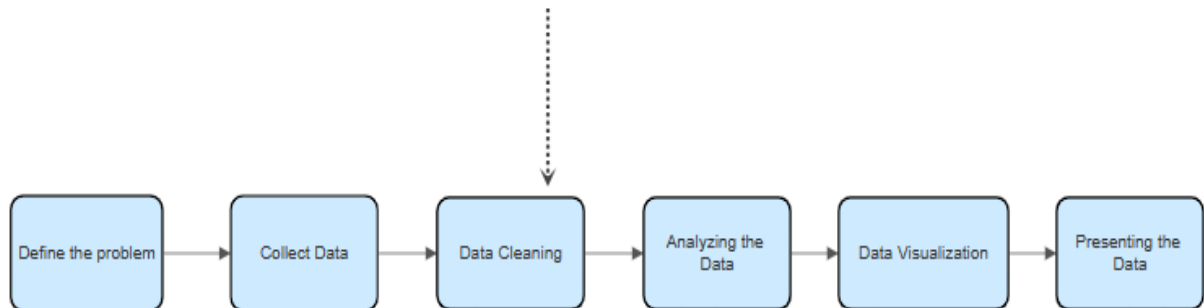 Define the problem
Collect Data
Data Cleaning
Analyzing the
Data
Data Visualization
Presenting the
Data